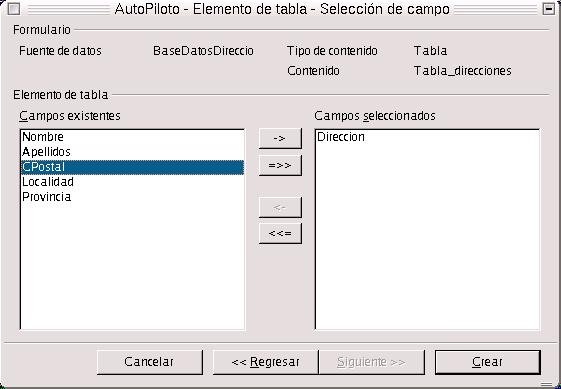 AutoPiloto - Elemento de tabla - Selección de campo
Formulario
Fuente de datos BaseDatosDireccio Tipo de contenido Tabla
Contenido Tabla_direcciones
Elemento de tabla
Campos existentes
Campos seleccionados
Nombre
Apellidos
CPostal
Localidad
Provincia
->
=>>
<-
<<=
Direccion
Cancelar
<< Regresar
Siguiente >>
Crear